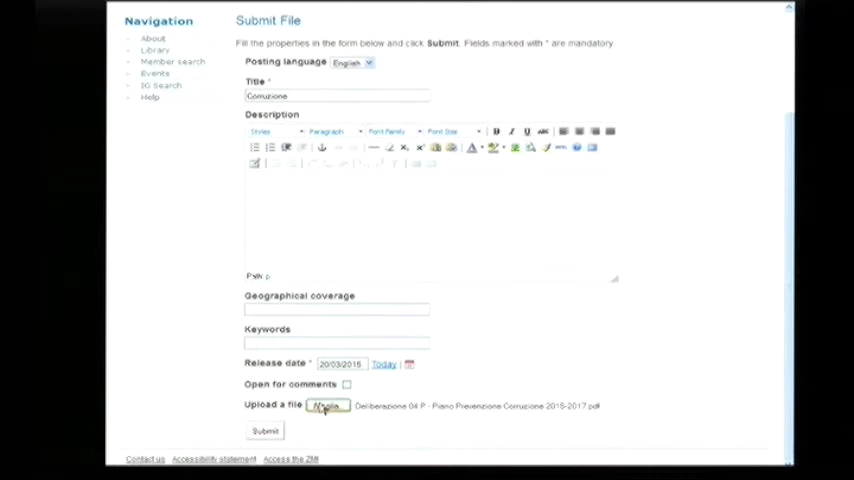 Navigation
About
Library
Member search
Events
IG Search
Help
Submit File
Fill the properties in the form below and click Submit. Fields marked with * are mandatory
Posting language English
Title *
Corruzione
Description
Styles Paragraph Font Family Font Size B I U ABC
HTML
Path: p
Geographical coverage
Keywords
Release date * 20/03/2015 Today |
Open for comments
Upload a file Deliberazione 04 P - Piano Prevenzione Corruzione 2015-2017.pdf
Submit
Contact us Accessibility statement Access the ZMI